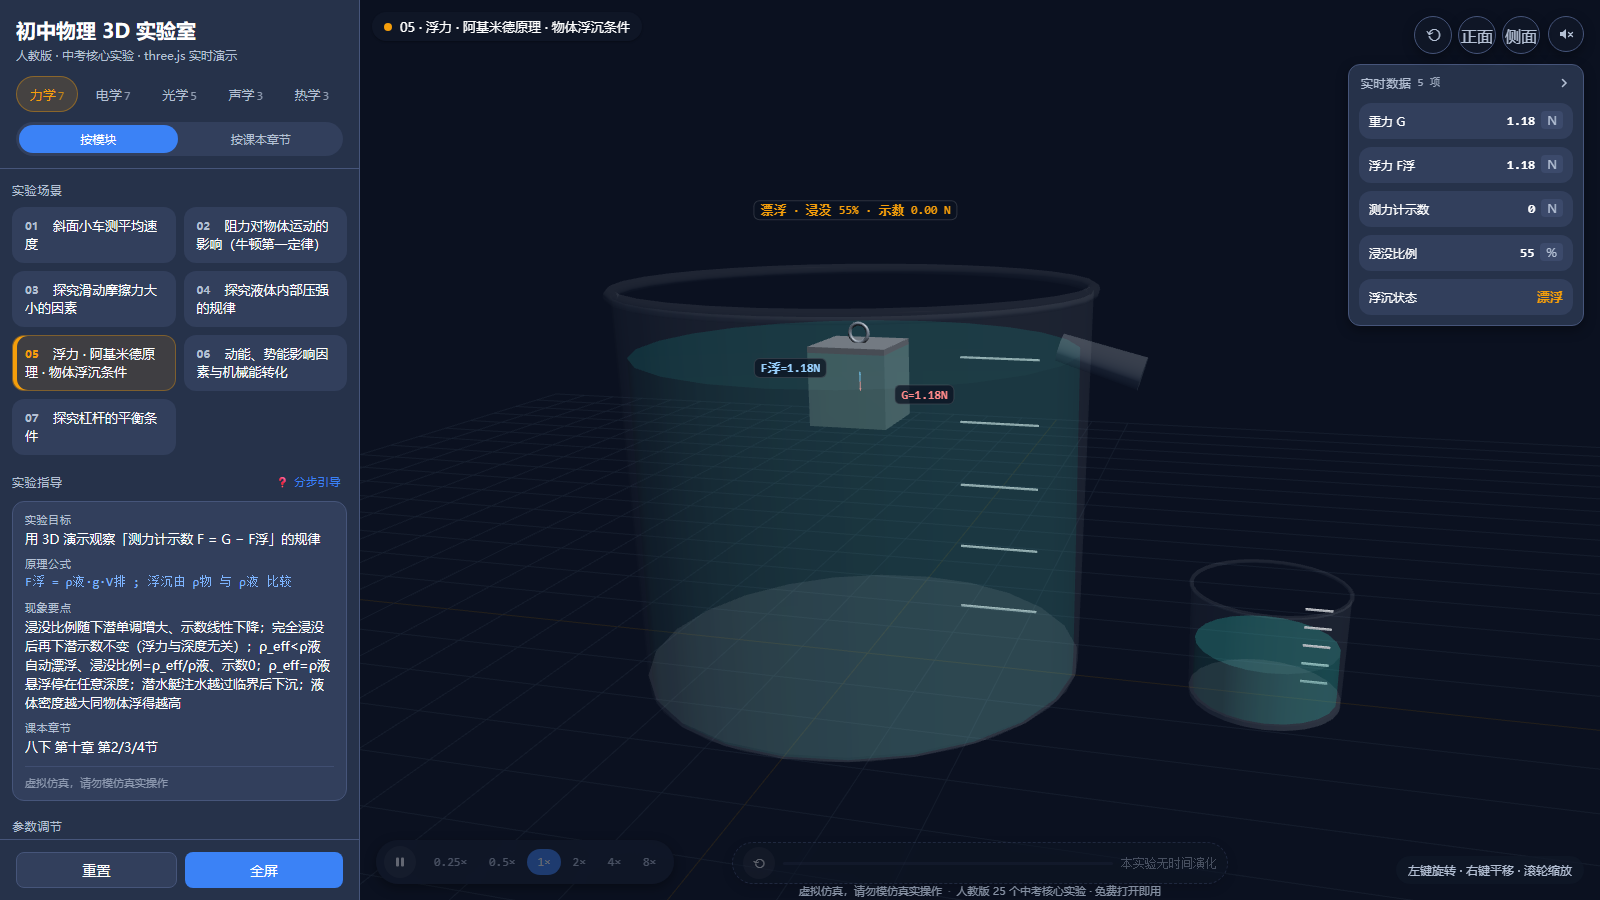 初中物理 3D 实验室
人教版 · 中考核心实验 · three.js 实时演示
力学 7
电学 7
光学 5
声学 3
热学 3
按模块
按课本章节
实验场景
01 斜面小车测平均速
度
02 阻力对物体运动的
影响（牛顿第一定律）
03 探究滑动摩擦力大
小的因素
04 探究液体内部压强
的规律
05 浮力 · 阿基米德原
理 · 物体浮沉条件
06 动能、势能影响因
素与机械能转化
07 探究杠杆的平衡条
件
实验指导
❓ 分步引导
实验目标
用 3D 演示观察「测力计示数 F = G − F浮」的规律
原理公式
F浮 = ρ液·g·V排 ; 浮沉由 ρ物 与 ρ液 比较
现象要点
浸没比例随下潜单调增大、示数线性下降；完全浸没
后再下潜示数不变（浮力与深度无关）；ρ_eff<ρ液
自动漂浮、浸没比例=ρ_eff/ρ液、示数0；ρ_eff=ρ液
悬浮停在任意深度；潜水艇注水越过临界后下沉；液
体密度越大同物体浮得越高
课本章节
八下 第十章 第2/3/4节
虚拟仿真，请勿模仿真实操作
参数调节
重置
全屏
05 · 浮力 · 阿基米德原理 · 物体浮沉条件
正面
侧面
实时数据 5 项
重力 G 1.18 N
浮力 F浮 1.18 N
测力计示数 0 N
浸没比例 55 %
浮沉状态 漂浮
漂浮 · 浸没 55% · 示数 0.00 N
F浮=1.18N
G=1.18N
0.25×
0.5×
1×
2×
4×
8×
本实验无时间演化
虚拟仿真，请勿模仿真实操作 · 人教版 25 个中考核心实验 · 免费打开即用
左键旋转 · 右键平移 · 滚轮缩放